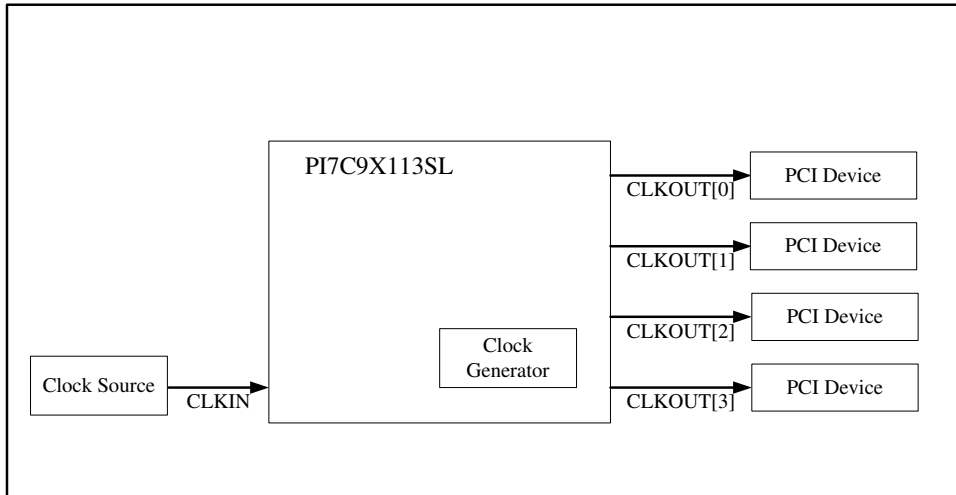 PI7C9X113SL
CLKOUT[0]
PCI Device
CLKOUT[1]
PCI Device
CLKOUT[2]
PCI Device
Clock
Generator
Clock Source
CLKIN
CLKOUT[3]
PCI Device